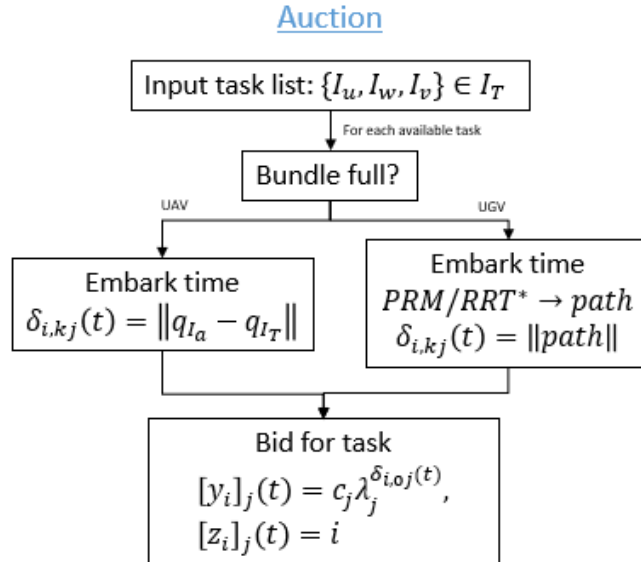 Auction
Input task list: {I_u, I_w, I_v} ∈ I_T
For each available task
Bundle full?
UAV
UGV
Embark time
δ_{i,kj}(t) = ‖q_{I_a} − q_{I_T}‖
Embark time
PRM/RRT* → path
δ_{i,kj}(t) = ‖path‖
Bid for task
[y_i]_j(t) = c_j λ_j^{δ_{i,oj}(t)},
[z_i]_j(t) = i